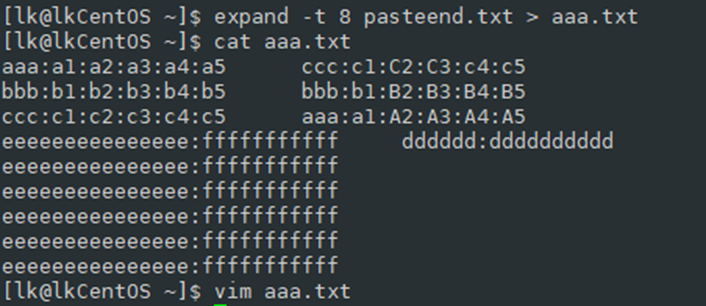 [lk@lkCentOS ~]$ expand -t 8 pasteend.txt > aaa.txt
[lk@lkCentOS ~]$ cat aaa.txt
aaa:a1:a2:a3:a4:a5      ccc:c1:C2:C3:c4:c5
bbb:b1:b2:b3:b4:b5      bbb:b1:B2:B3:B4:B5
ccc:c1:c2:c3:c4:c5      aaa:a1:A2:A3:A4:A5
eeeeeeeeeeeeeee:fffffffffff     dddddd:dddddddddd
eeeeeeeeeeeeeee:fffffffffff
eeeeeeeeeeeeeee:fffffffffff
eeeeeeeeeeeeeee:fffffffffff
eeeeeeeeeeeeeee:fffffffffff
eeeeeeeeeeeeeee:fffffffffff
[lk@lkCentOS ~]$ vim aaa.txt